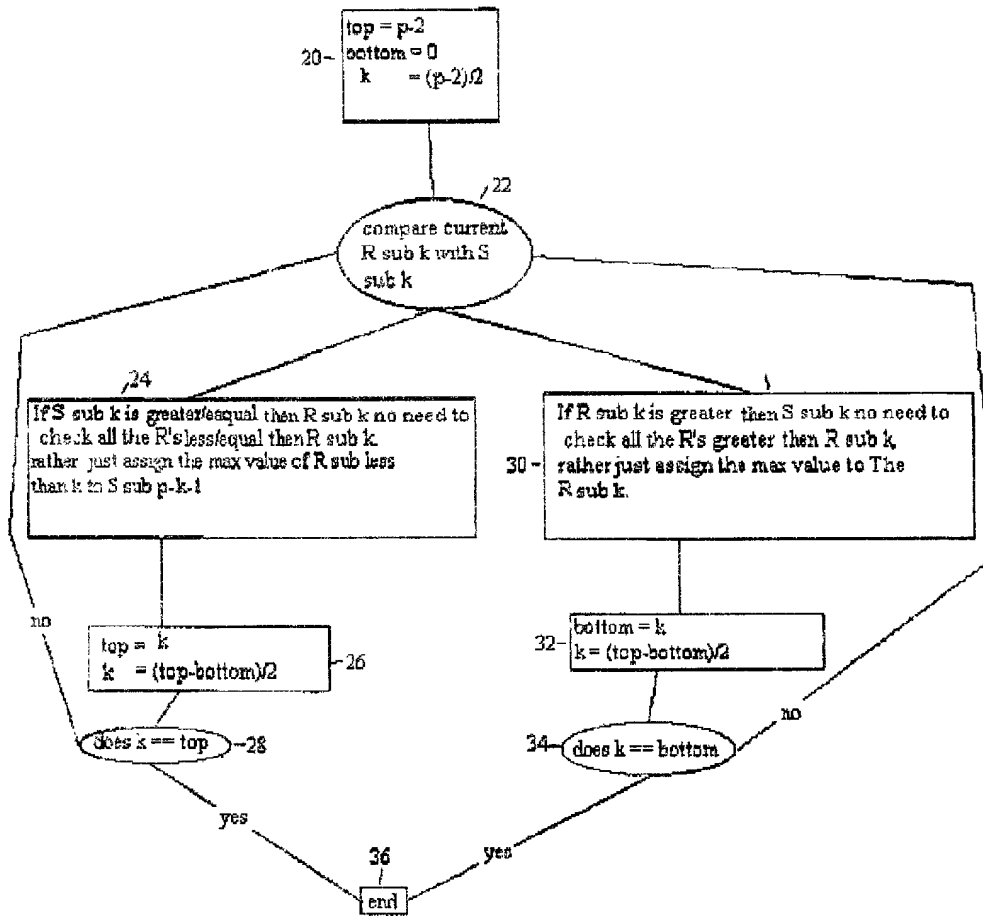 top = p-2
20- bottom = 0
k = (p-2)/2
22
compare current
R sub k with S
sub k
24
If S sub k is greater/eaqual then R sub k no need to
check all the R's less/equal then R sub k.
rather just assign the max value of R sub less
than k to S sub p-k-1
If R sub k is greater then S sub k no need to
check all the R's greater then R sub k,
30- rather just assign the max value to The
R sub k.
no
top = k
k = (top-bottom)/2
-26
bottom = k
32- k = (top-bottom)/2
no
does k == top -28
34- does k == bottom
yes
yes
36
end